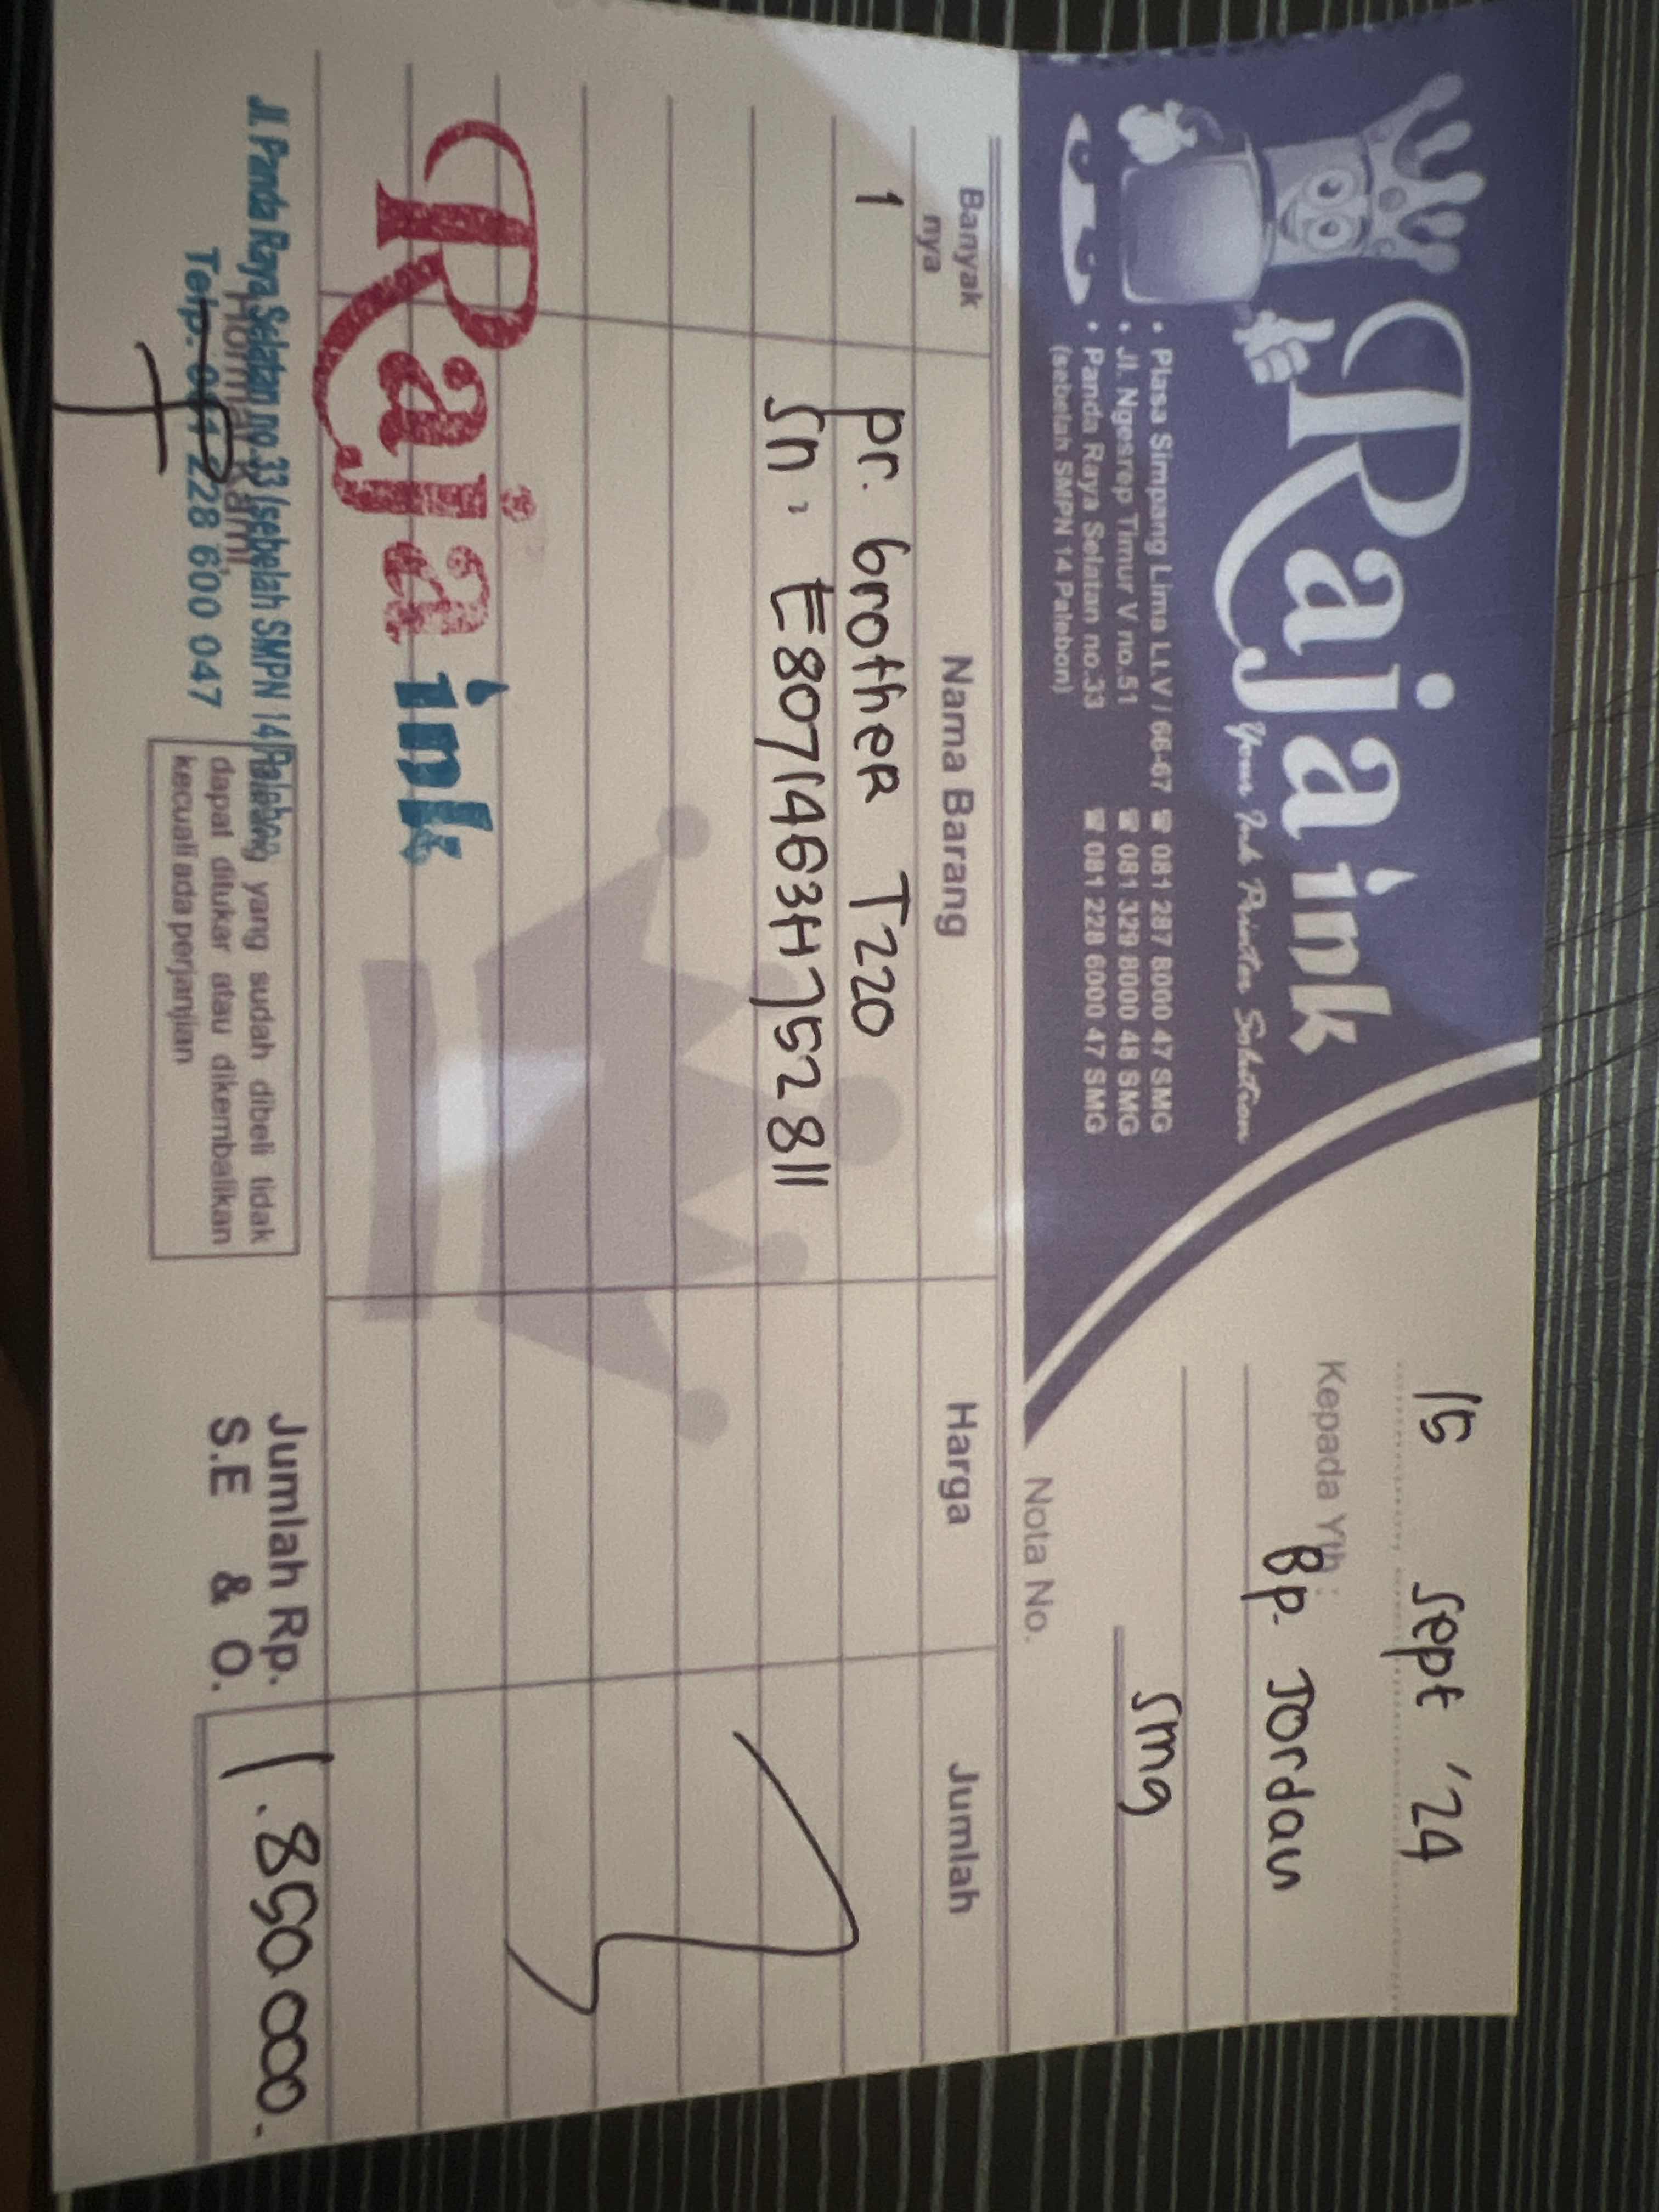 Raja ink
Your Ink Printer Solution
• Plasa Simpang Lima Lt.V / 66-67 ☎ 081 287 8000 47 SMG
• Jl. Ngesrep Timur V no.51 ☎ 081 329 8000 48 SMG
• Panda Raya Selatan no.33 ☎ 081 228 6000 47 SMG
(sebelah SMPN 14 Palebon)
15 Sept '24
Kepada Yth :
Bp. Jordan
Smg
Nota No.
Banyak nya Nama Barang Harga Jumlah
1 pr. brother T220
Sn : E80714G3H752811
Raja ink
Jl. Panda Raya Selatan no.33 (sebelah SMPN 14 Palebon)
Telp. 081 228 600 047
Hormat Kami,
yang sudah dibeli tidak
dapat ditukar atau dikembalikan
kecuali ada perjanjian
Jumlah Rp. 1.850.000.-
S.E & O.